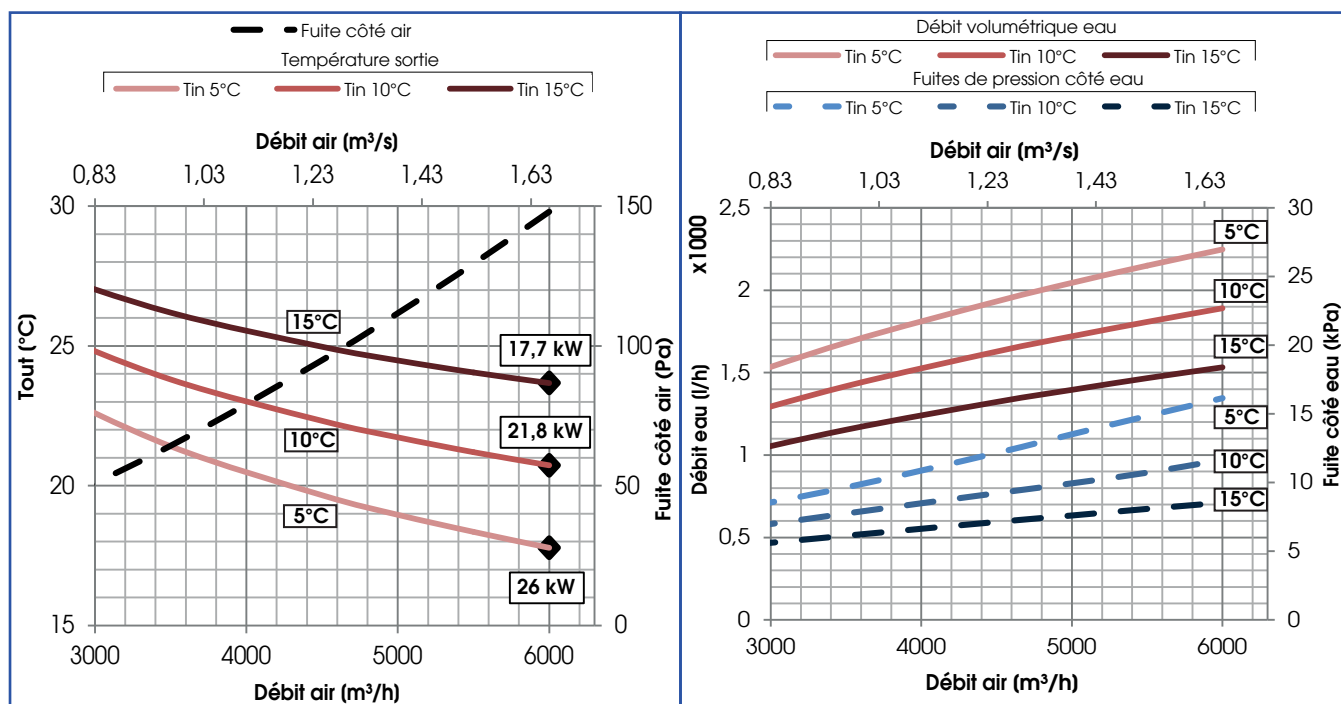 Fuite côté air
Température sortie
Tin 5°C Tin 10°C Tin 15°C
Débit air (m³/s)
0,83 1,03 1,23 1,43 1,63
30 150
25 100
20 50
15 0
Tout (°C)
Fuite côté air (Pa)
15°C
10°C
5°C
17,7 kW
21,8 kW
26 kW
3000 4000 5000 6000
Débit air (m³/h)
Débit volumétrique eau
Tin 5°C Tin 10°C Tin 15°C
Fuites de pression côté eau
Tin 5°C Tin 10°C Tin 15°C
Débit air (m³/s)
0,83 1,03 1,23 1,43 1,63
x1000
Débit eau (l/h)
2,5
2
1,5
1
0,5
0
30
25
20
15
10
5
0
Fuite côté eau (kPa)
5°C
10°C
15°C
5°C
10°C
15°C
3000 4000 5000 6000
Débit air (m³/h)